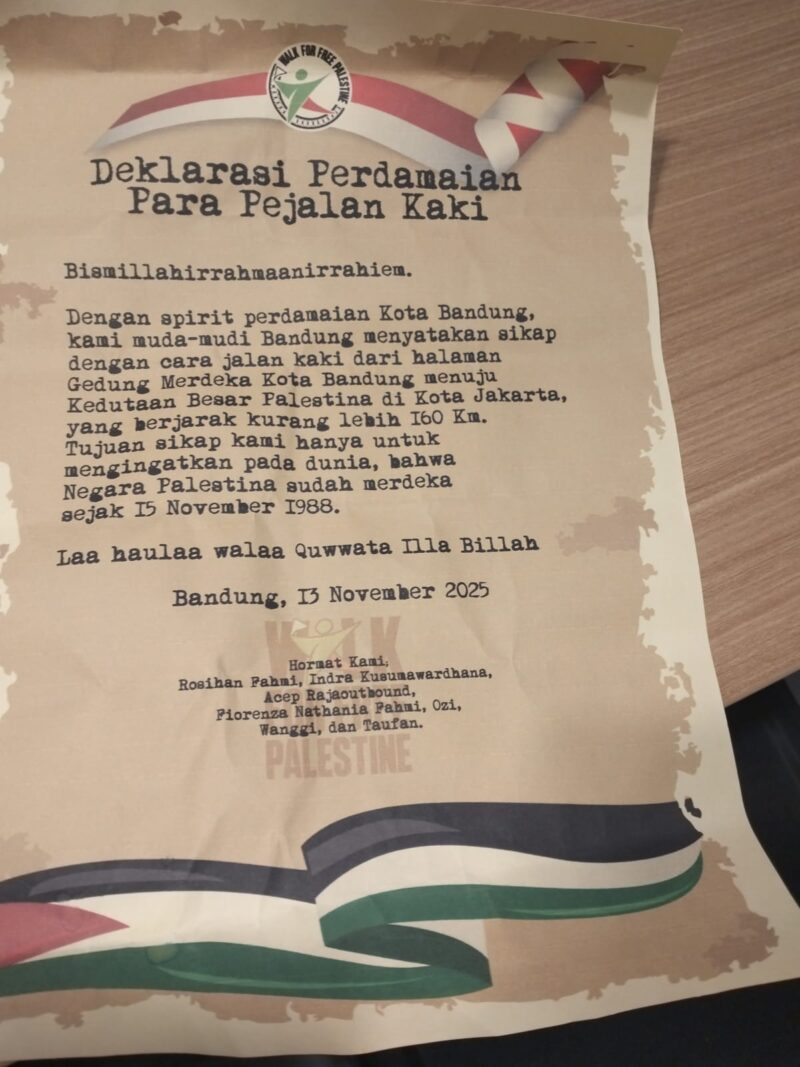 WALK FOR FREE PALESTINE
Deklarasi Perdamaian
Para Pejalan Kaki
Bismillahirrahmaanirrahiem.
Dengan spirit perdamaian Kota Bandung,
kami muda-mudi Bandung menyatakan sikap
dengan cara jalan kaki dari halaman
Gedung Merdeka Kota Bandung menuju
Kedutaan Besar Palestina di Kota Jakarta,
yang berjarak kurang lebih 160 Km.
Tujuan sikap kami hanya untuk
mengingatkan pada dunia, bahwa
Negara Palestina sudah merdeka
sejak 15 November 1988.
Laa haulaa walaa Quwwata Illa Billah
Bandung, 13 November 2025
WALK
Hormat Kami,
Rosihan Fahmi, Indra Kusumawardhana,
Acep Rajaoutbound,
Fiorenza Nathania Fahmi, Ozi,
Wanggi, dan Taufan.
PALESTINE